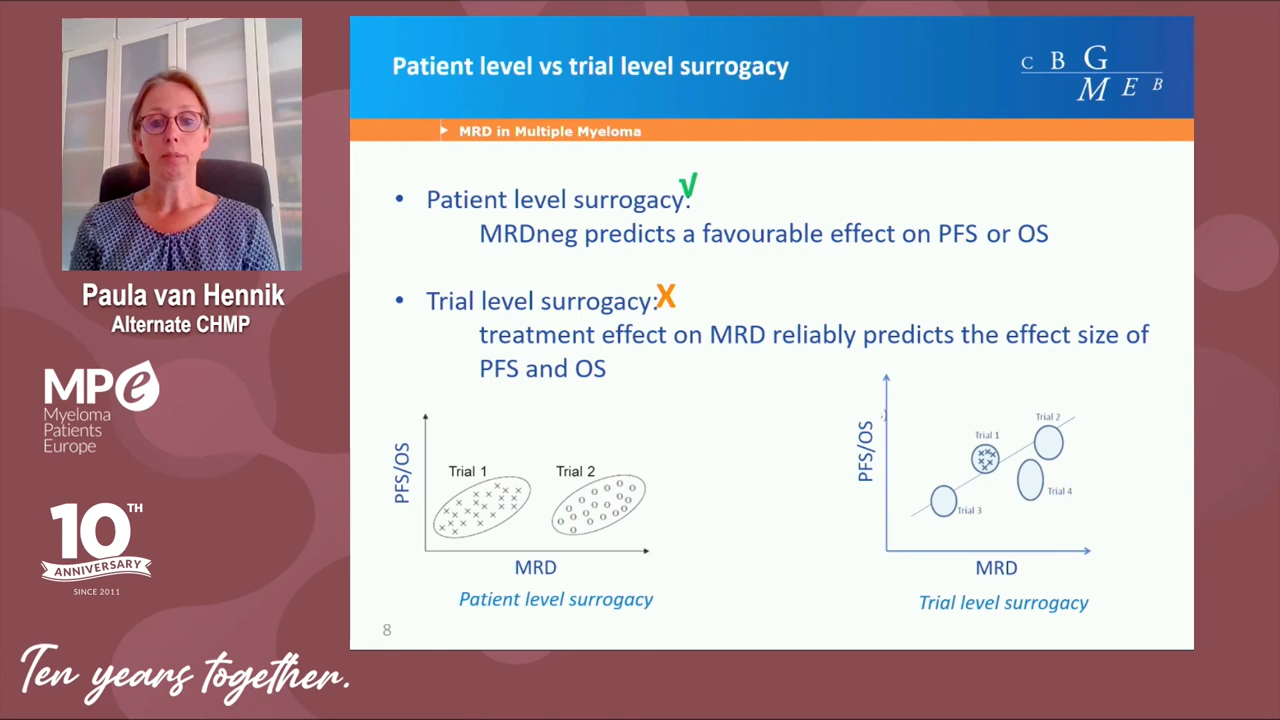 Patient level vs trial level surrogacy
C B G
M E B
MRD in Multiple Myeloma
• Patient level surrogacy: √
MRDneg predicts a favourable effect on PFS or OS
• Trial level surrogacy: X
treatment effect on MRD reliably predicts the effect size of
PFS and OS
PFS/OS
Trial 1
Trial 2
MRD
Patient level surrogacy
PFS/OS
Trial 1
Trial 2
Trial 3
Trial 4
MRD
Trial level surrogacy
8
Paula van Hennik
Alternate CHMP
MPe
Myeloma
Patients
Europe
10TH
ANNIVERSARY
SINCE 2011
Ten years together.